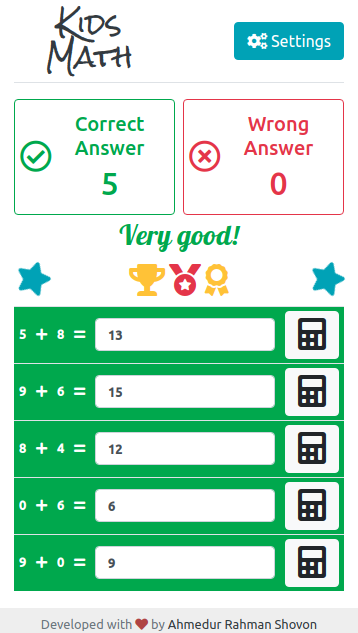 Kids
Math
Settings
Correct
Answer
5
Wrong
Answer
0
Very good!
5 + 8 = 13
9 + 6 = 15
8 + 4 = 12
0 + 6 = 6
9 + 0 = 9
Developed with ❤ by Ahmedur Rahman Shovon